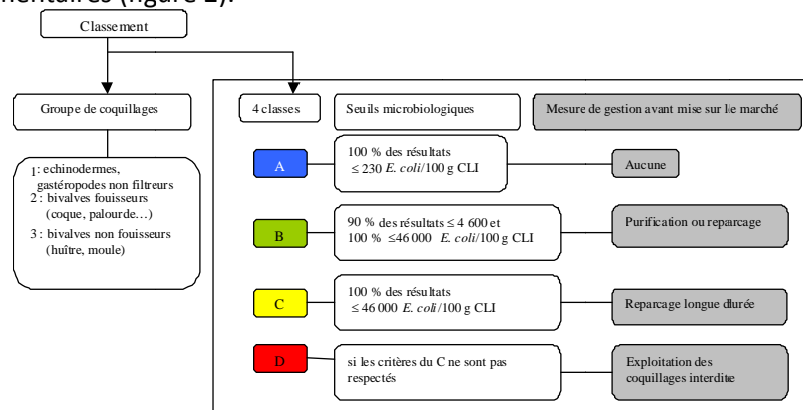 mentaires (figure 2).
Classement
Groupe de coquillages
4 classes
Seuils microbiologiques
Mesure de gestion avant mise sur le marché
1: echinodermes,
gastéropodes non filtreurs
2 : bivalves fouisseurs
(coque, palourde…)
3 : bivalves non fouisseurs
(huître, moule)
A
100 % des résultats
≤ 230 E. coli/100 g CLI
Aucune
B
90 % des résultats ≤ 4 600 et
100 % ≤46 000 E. coli/100 g CLI
Purification ou reparcage
C
100 % des résultats
≤ 46 000 E. coli/100 g CLI
Reparcage longue durée
D
si les critères du C ne sont pas
respectés
Exploitation des
coquillages interdite